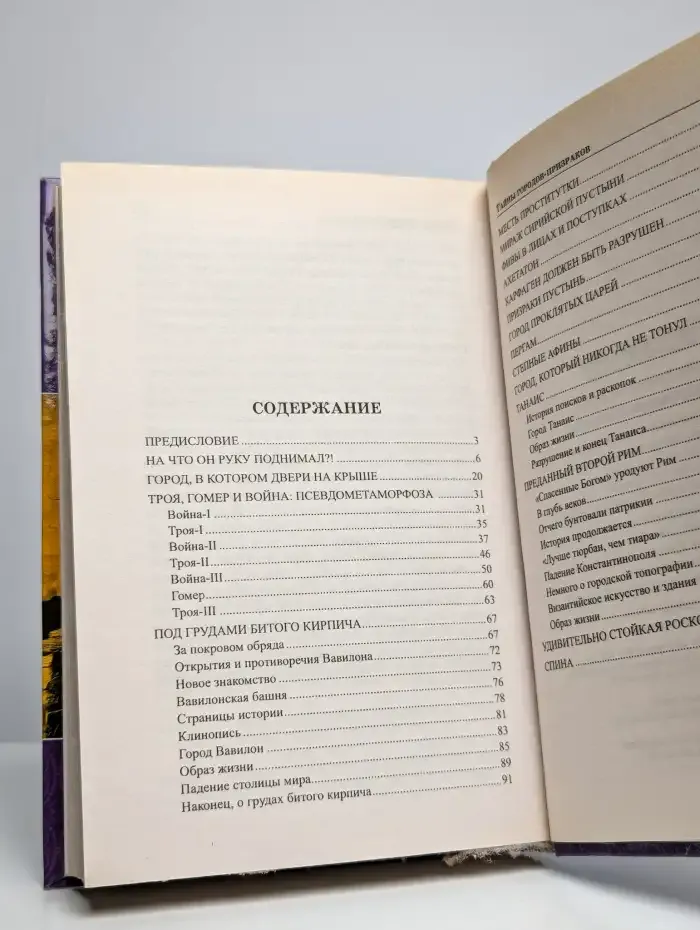 СОДЕРЖАНИЕ
ПРЕДИСЛОВИЕ ........ 3
НА ЧТО ОН РУКУ ПОДНИМАЛ?! ........ 6
ГОРОД, В КОТОРОМ ДВЕРИ НА КРЫШЕ ........ 20
ТРОЯ, ГОМЕР И ВОЙНА: ПСЕВДОМЕТАМОРФОЗА ........ 31
Война-I ........ 31
Троя-I ........ 35
Война-II ........ 37
Троя-II ........ 46
Война-III ........ 50
Гомер ........ 60
Троя-III ........ 63
ПОД ГРУДАМИ БИТОГО КИРПИЧА ........ 67
За покровом обряда ........ 67
Открытия и противоречия Вавилона ........ 72
Новое знакомство ........ 73
Вавилонская башня ........ 76
Страницы истории ........ 78
Клинопись ........ 81
Город Вавилон ........ 83
Образ жизни ........ 85
Падение столицы мира ........ 89
Наконец, о грудах битого кирпича ........ 91
ТАЙНЫ ГОРОДОВ-ПРИЗРАКОВ
МЕСТЬ ПРОСТИТУТКИ ........
МИРАЖ СИРИЙСКОЙ ПУСТЫНИ ........
ФИВЫ В ЛИЦАХ И ПОСТУПКАХ ........
АХЕТАТОН ........
КАРФАГЕН ДОЛЖЕН БЫТЬ РАЗРУШЕН ........
ПРИЗРАКИ ПУСТЫНЬ ........
ГОРОД ПРОКЛЯТЫХ ЦАРЕЙ ........
ПЕРГАМ ........
СТЕПНЫЕ АФИНЫ ........
ГОРОД, КОТОРЫЙ НИКОГДА НЕ ТОНУЛ ........
ТАНАИС ........
История поисков и раскопок ........
Город Танаис ........
Образ жизни ........
Разрушение и конец Танаиса ........
ПРЕДАННЫЙ ВТОРОЙ РИМ ........
«Спасенные Богом» уродуют Рим ........
В глубь веков ........
Отчего бунтовали патрикии ........
История продолжается ........
«Лучше тюрбан, чем тиара» ........
Падение Константинополя ........
Немного о городской топографии ........
Византийское искусство и здания
Образ жизни ........
УДИВИТЕЛЬНО СТОЙКАЯ РОСКО
СПИНА ........